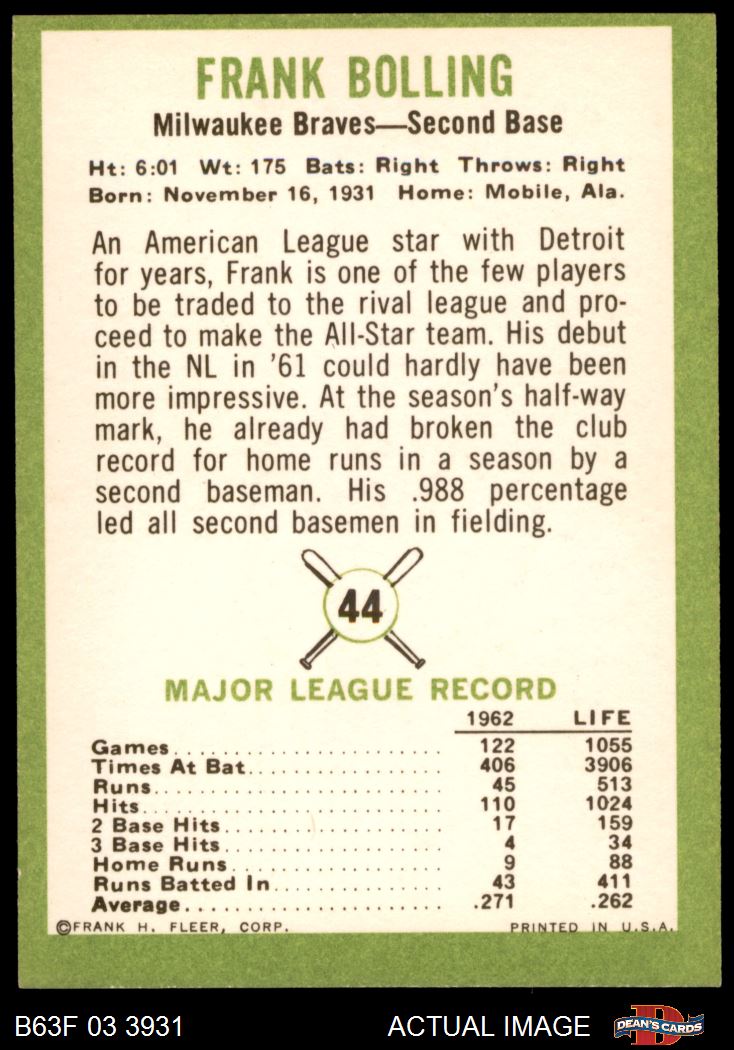 FRANK BOLLING
Milwaukee Braves—Second Base
Ht: 6:01 Wt: 175 Bats: Right Throws: Right
Born: November 16, 1931 Home: Mobile, Ala.
An American League star with Detroit
for years, Frank is one of the few players
to be traded to the rival league and pro-
ceed to make the All-Star team. His debut
in the NL in '61 could hardly have been
more impressive. At the season's half-way
mark, he already had broken the club
record for home runs in a season by a
second baseman. His .988 percentage
led all second basemen in fielding.
44
MAJOR LEAGUE RECORD
1962 LIFE
Games 122 1055
Times At Bat 406 3906
Runs 45 513
Hits 110 1024
2 Base Hits 17 159
3 Base Hits 4 34
Home Runs 9 88
Runs Batted In 43 411
Average .271 .262
©FRANK H. FLEER, CORP. PRINTED IN U.S.A.
B63F 03 3931 ACTUAL IMAGE D DEAN'S CARDS